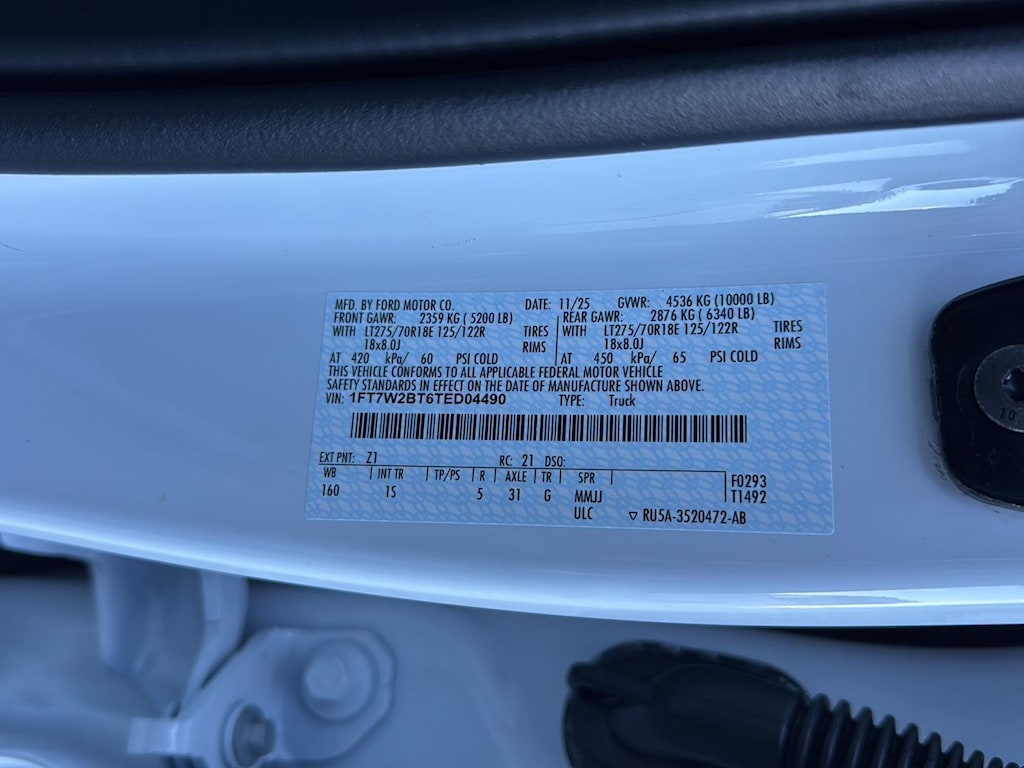 MFD. BY FORD MOTOR CO. DATE: 11/25 GVWR: 4536 KG (10000 LB)
FRONT GAWR: 2359 KG ( 5200 LB) REAR GAWR: 2876 KG ( 6340 LB)
WITH LT275/70R18E 125/122R TIRES WITH LT275/70R18E 125/122R TIRES
18x8.0J RIMS 18x8.0J RIMS
AT 420 kPa/ 60 PSI COLD AT 450 kPa/ 65 PSI COLD
THIS VEHICLE CONFORMS TO ALL APPLICABLE FEDERAL MOTOR VEHICLE
SAFETY STANDARDS IN EFFECT ON THE DATE OF MANUFACTURE SHOWN ABOVE.
VIN: 1FT7W2BT6TED04490 TYPE: Truck
EXT PNT: Z1 RC: 21 DSO:
WB INT TR TP/PS R AXLE TR SPR F0293
160 1S 5 31 G MMJJ T1492
ULC ▽ RU5A-3520472-AB